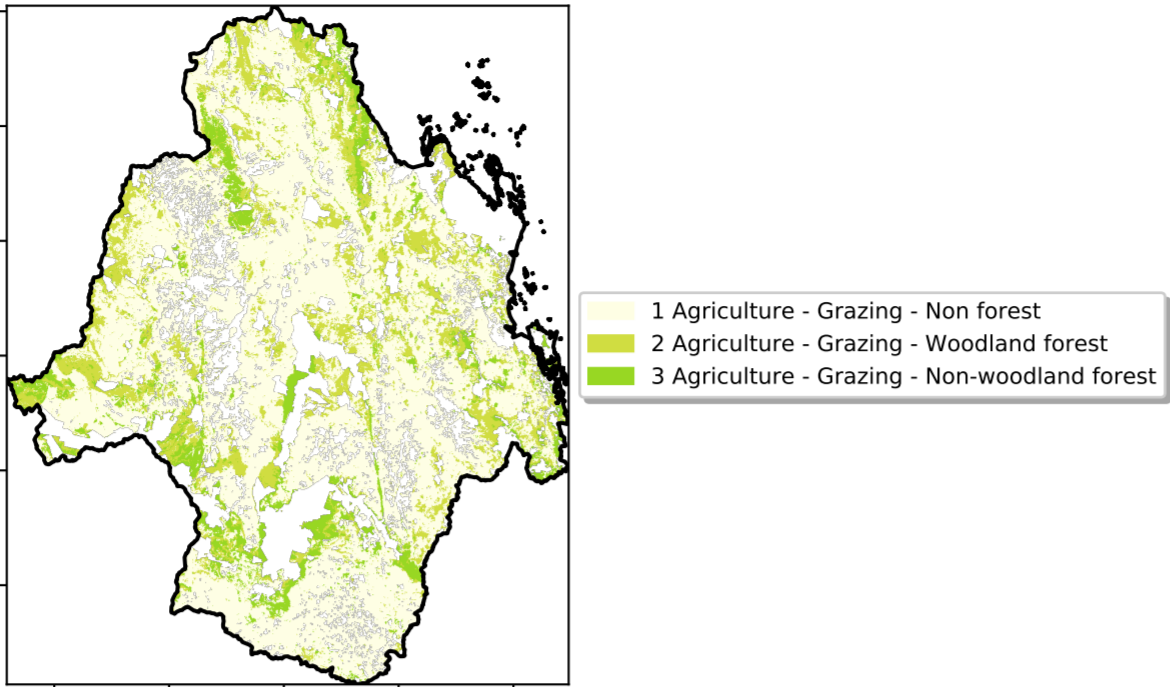 1 Agriculture - Grazing - Non forest
2 Agriculture - Grazing - Woodland forest
3 Agriculture - Grazing - Non-woodland forest